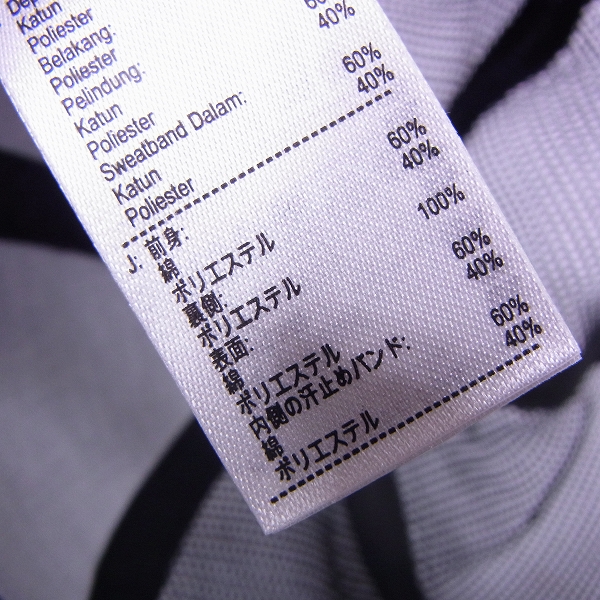 Katun
Poliester
Belakang:
Poliester
Pelindung:
Katun 60%
Poliester 40%
Sweatband Dalam:
Katun 60%
Poliester 40%
J: 前身:
綿 60%
ポリエステル 40%
裏側:
ポリエステル 100%
表面:
綿 60%
ポリエステル 40%
内側の汗止めバンド:
綿 60%
ポリエステル 40%